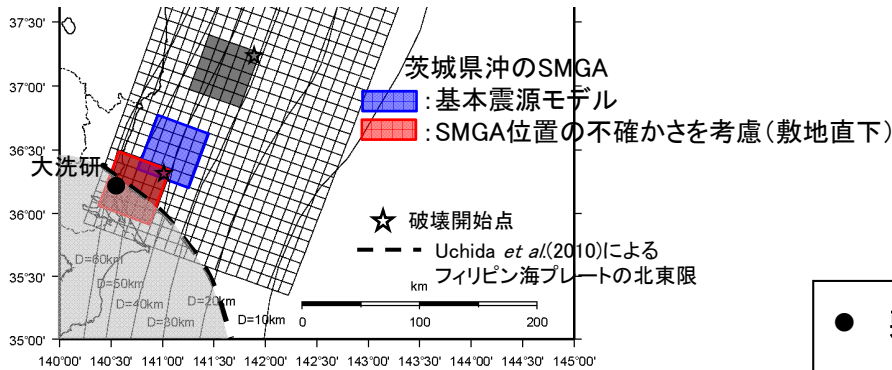 37°30'
37°00'
36°30'
36°00'
35°30'
35°00'
140°00'
140°30'
141°00'
141°30'
142°00'
142°30'
143°00'
143°30'
144°00'
144°30'
145°00'
茨城県沖のSMGA
：基本震源モデル
：SMGA位置の不確かさを考慮（敷地直下）
大洗研
破壊開始点
Uchida et al.(2010)による
フィリピン海プレートの北東限
D=60km
D=50km
D=40km
D=30km
D=20km
D=10km
km
0
100
200